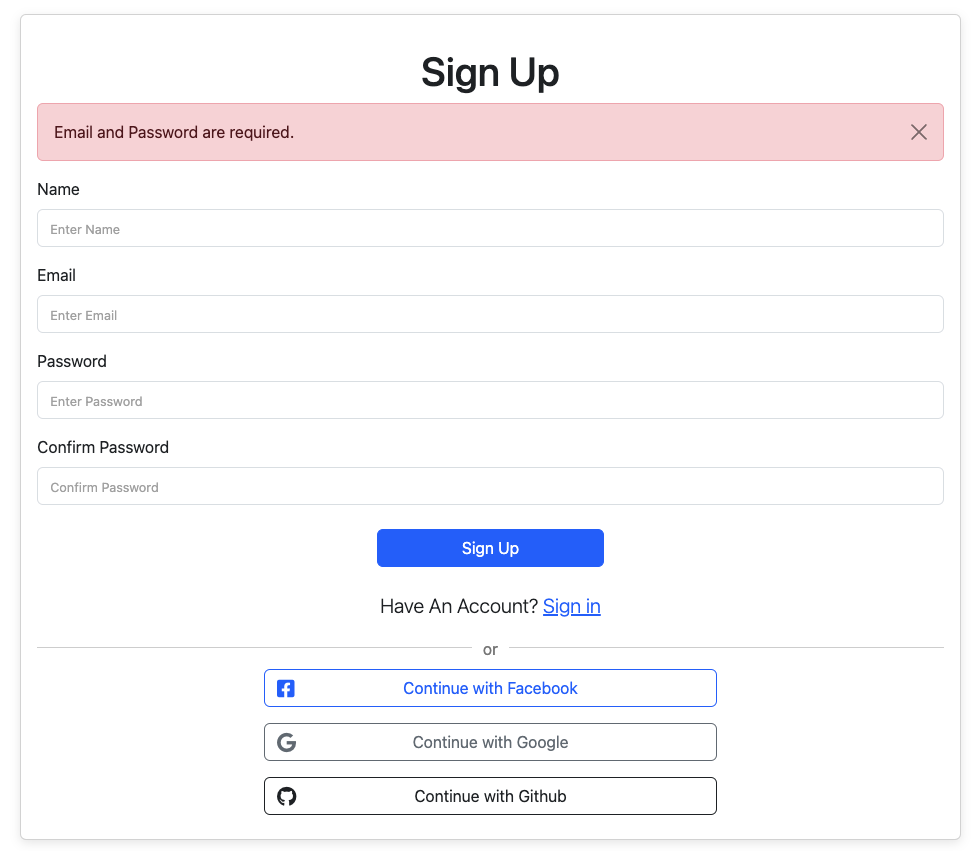 Sign Up
Email and Password are required.
Name
Enter Name
Email
Enter Email
Password
Enter Password
Confirm Password
Confirm Password
Sign Up
Have An Account? Sign in
or
Continue with Facebook
Continue with Google
Continue with Github